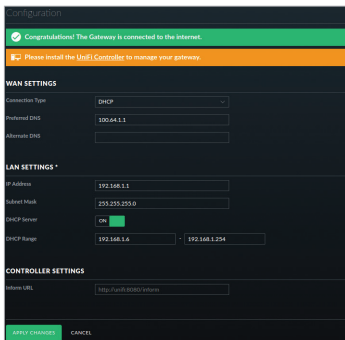 Configuration
Congratulations! The Gateway is connected to the internet.
Please install the UniFi Controller to manage your gateway.
WAN SETTINGS
Connection Type DHCP
Preferred DNS 100.64.1.1
Alternate DNS
LAN SETTINGS *
IP Address 192.168.1.1
Subnet Mask 255.255.255.0
DHCP Server ON
DHCP Range 192.168.1.6 - 192.168.1.254
CONTROLLER SETTINGS
Inform URL http://unifi:8080/inform
APPLY CHANGES CANCEL